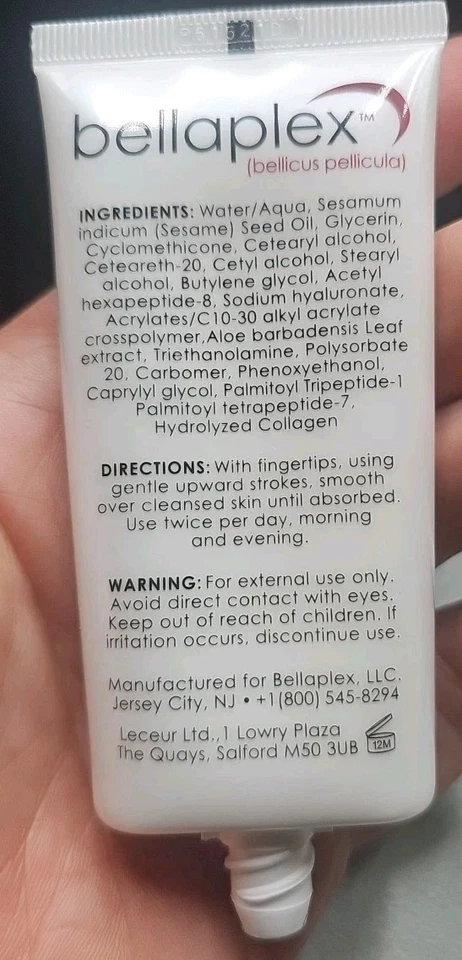 bellaplex™
(bellicus pellicula)
INGREDIENTS: Water/Aqua, Sesamum
indicum (Sesame) Seed Oil, Glycerin,
Cyclomethicone, Cetearyl alcohol,
Ceteareth-20, Cetyl alcohol, Stearyl
alcohol, Butylene glycol, Acetyl
hexapeptide-8, Sodium hyaluronate,
Acrylates/C10-30 alkyl acrylate
crosspolymer,Aloe barbadensis Leaf
extract, Triethanolamine, Polysorbate
20, Carbomer, Phenoxyethanol,
Caprylyl glycol, Palmitoyl Tripeptide-1
Palmitoyl tetrapeptide-7,
Hydrolyzed Collagen
DIRECTIONS: With fingertips, using
gentle upward strokes, smooth
over cleansed skin until absorbed.
Use twice per day, morning
and evening.
WARNING: For external use only.
Avoid direct contact with eyes.
Keep out of reach of children. If
irritation occurs, discontinue use.
Manufactured for Bellaplex, LLC.
Jersey City, NJ • +1(800) 545-8294
Leceur Ltd.,1 Lowry Plaza
The Quays, Salford M50 3UB
12M